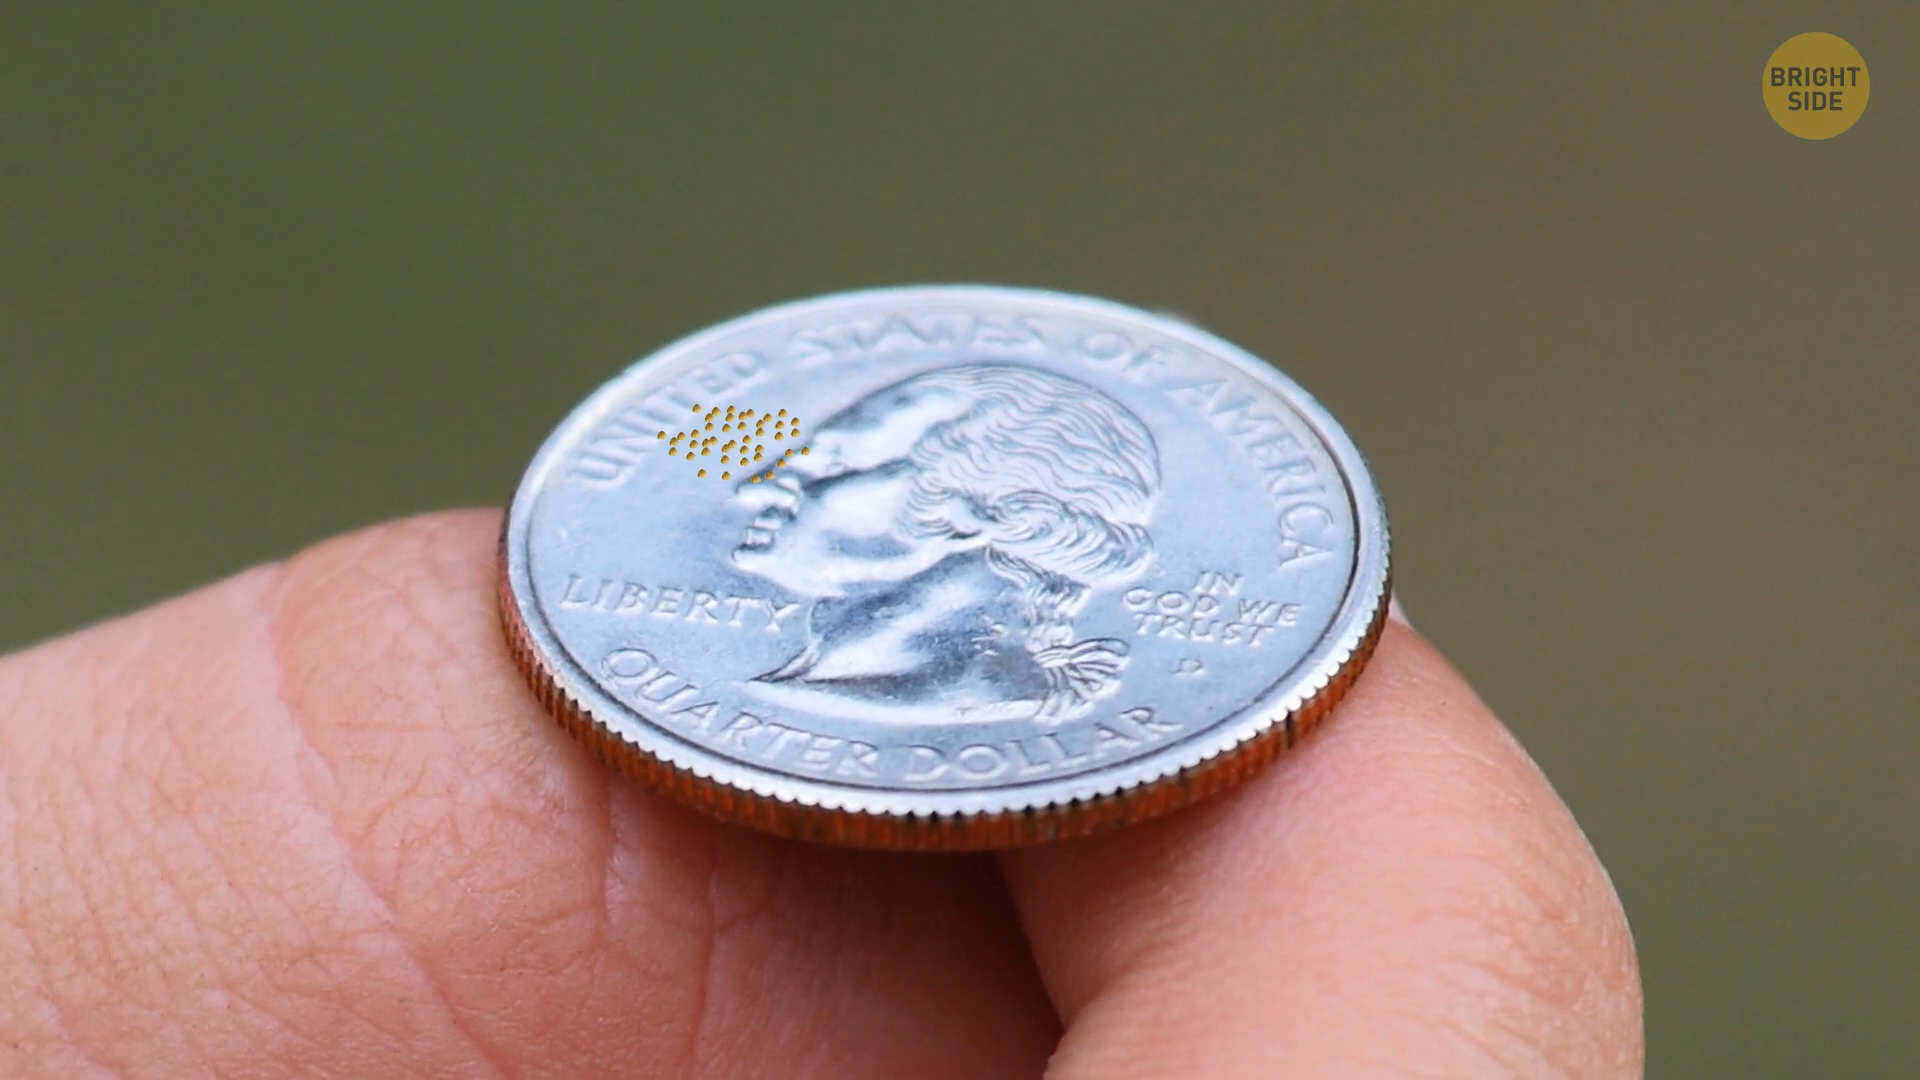 BRIGHT
SIDE
UNITED STATES OF AMERICA
LIBERTY
IN
GOD WE
TRUST
D
QUARTER DOLLAR